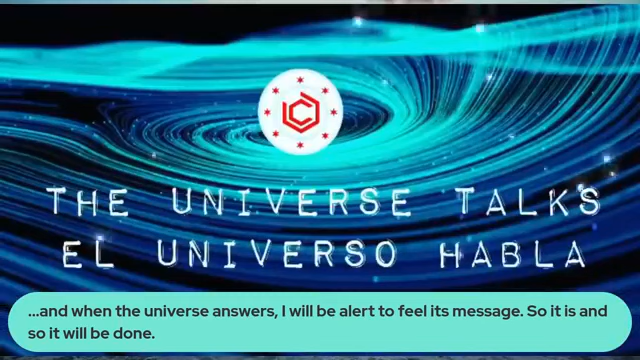 THE UNIVERSE TALKS
EL UNIVERSO HABLA
...and when the universe answers, I will be alert to feel its message. So it is and
so it will be done.